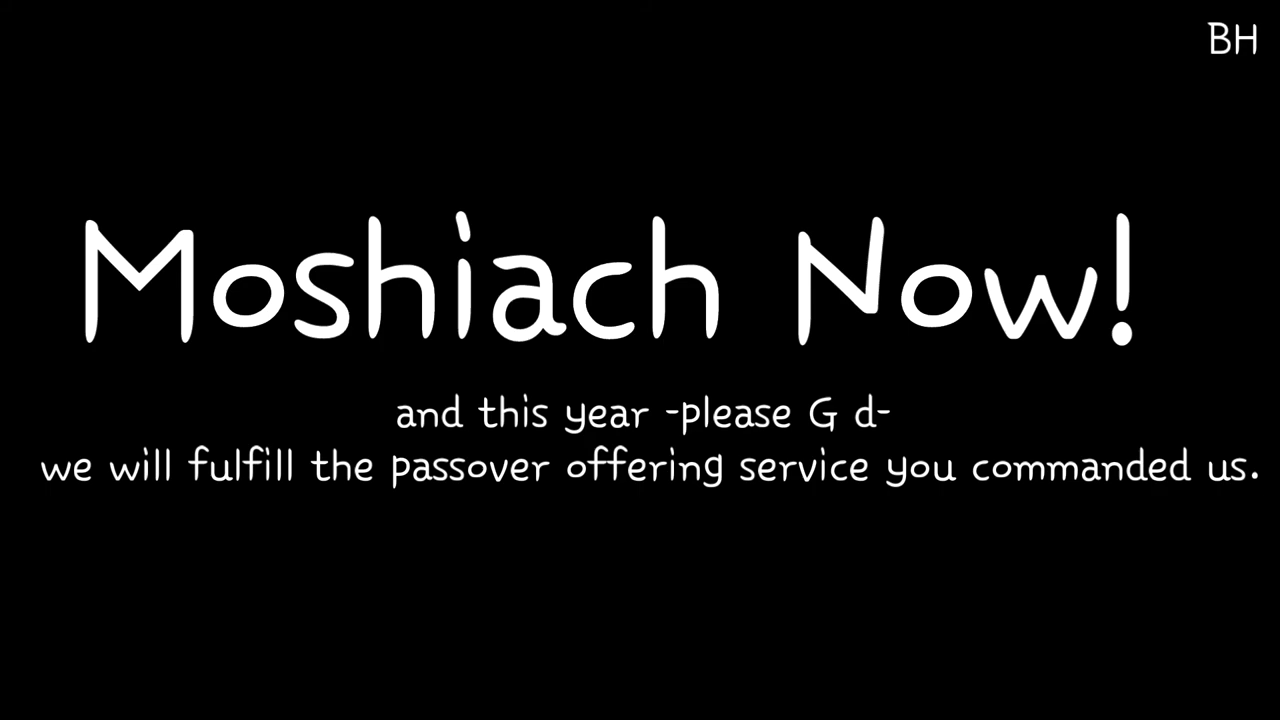 BH
Moshiach Now!
and this year -please G d-
we will fulfill the passover offering service you commanded us.